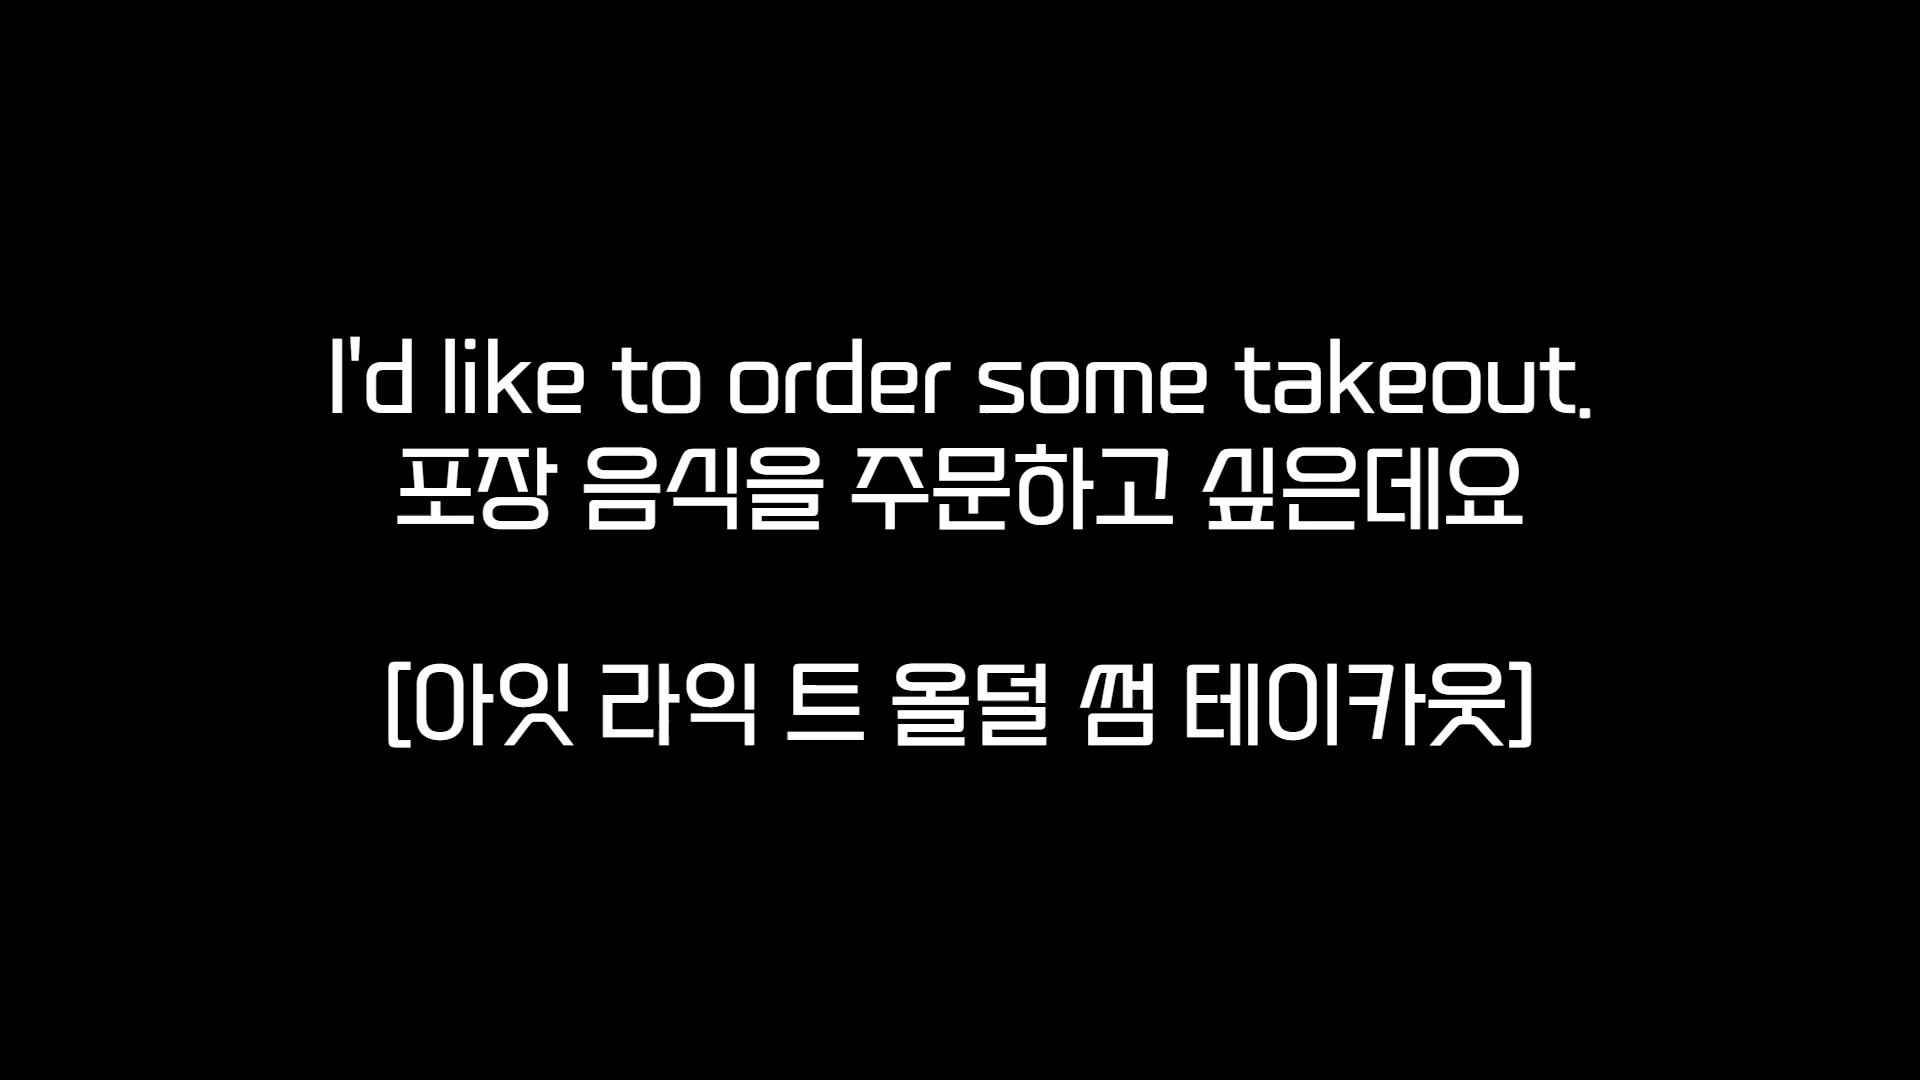 I'd like to order some takeout.
포장 음식을 주문하고 싶은데요
[아잇 라익 트 올덜 썸 테이카웃]